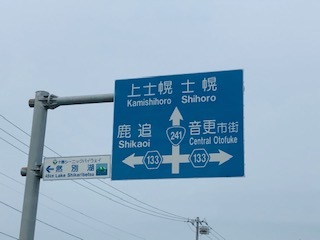 上士幌 士幌
Kamishihoro Shihoro
鹿追
Shikaoi
241
音更市街
Central Otofuke
133
133
然別湖
Lake Shikaribetsu